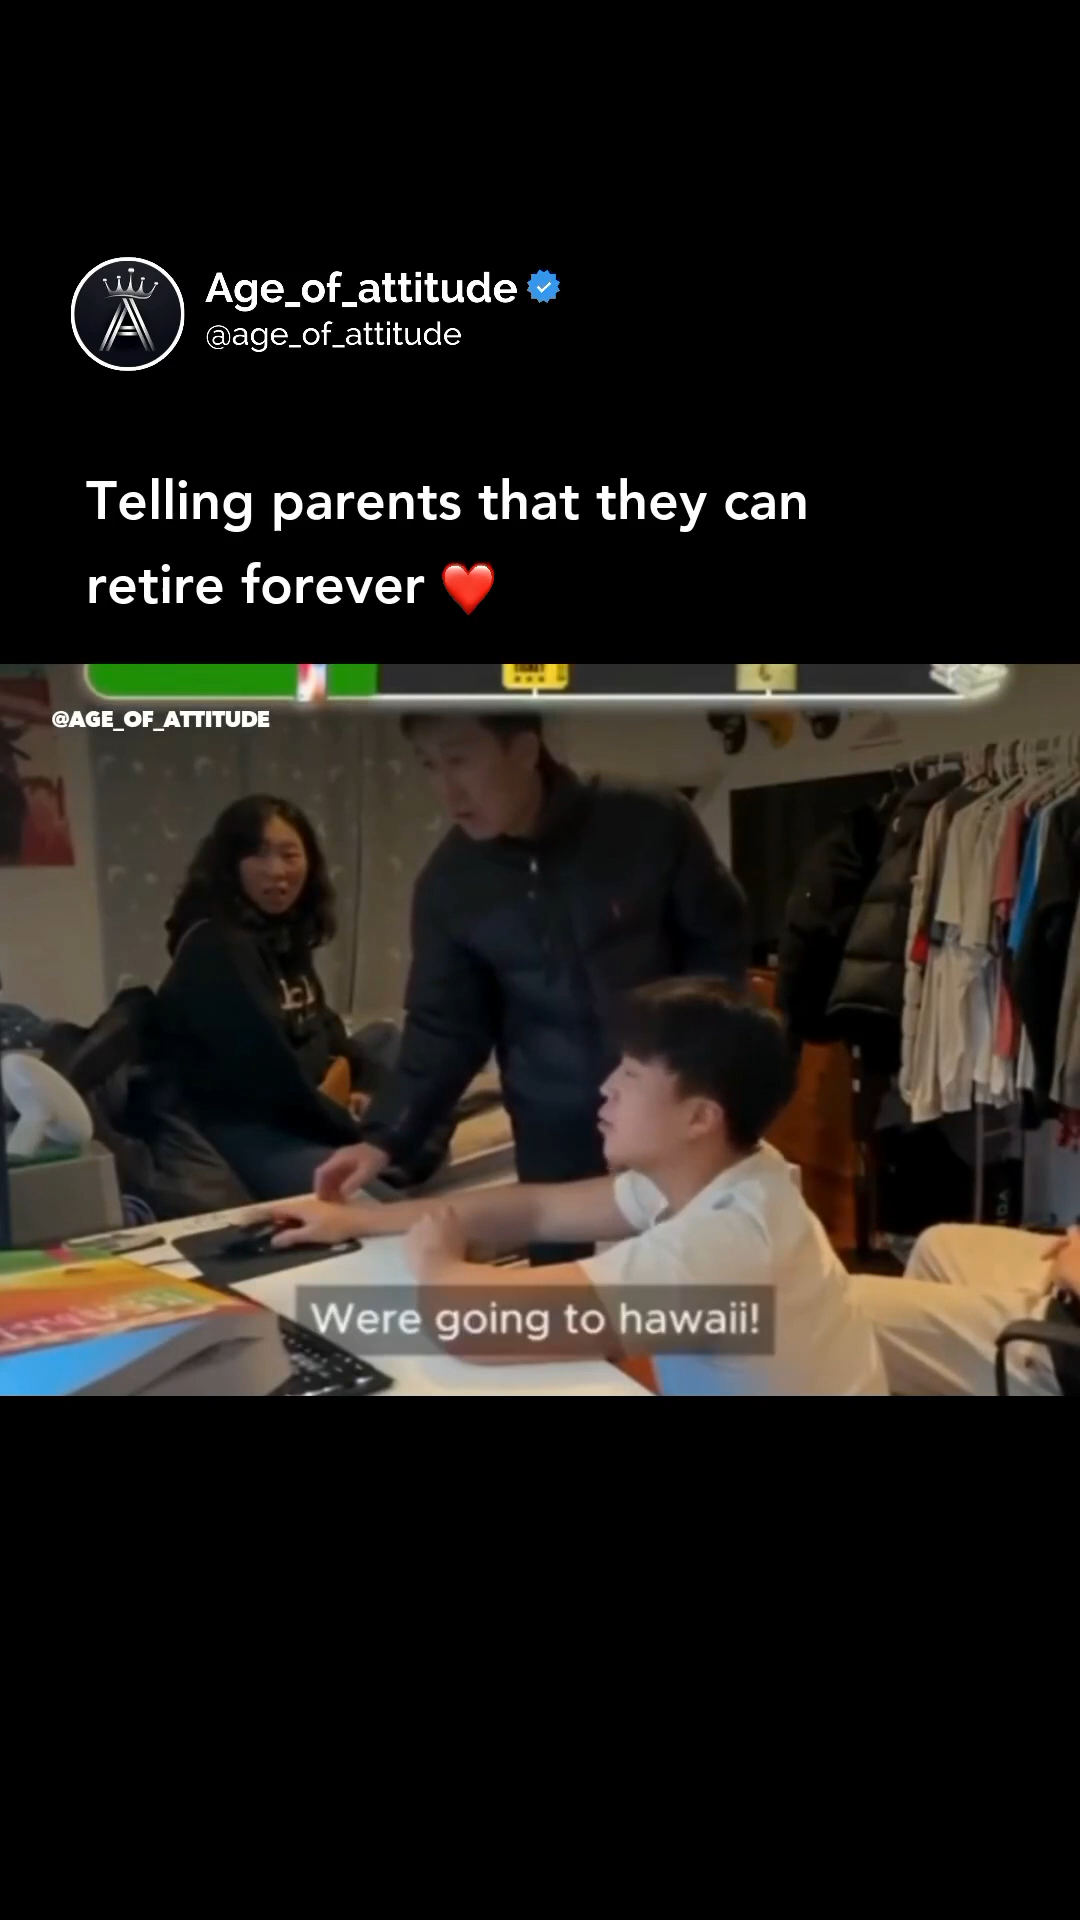 Age_of_attitude
@age_of_attitude
Telling parents that they can
retire forever ❤️
@AGE_OF_ATTITUDE
Were going to hawaii!